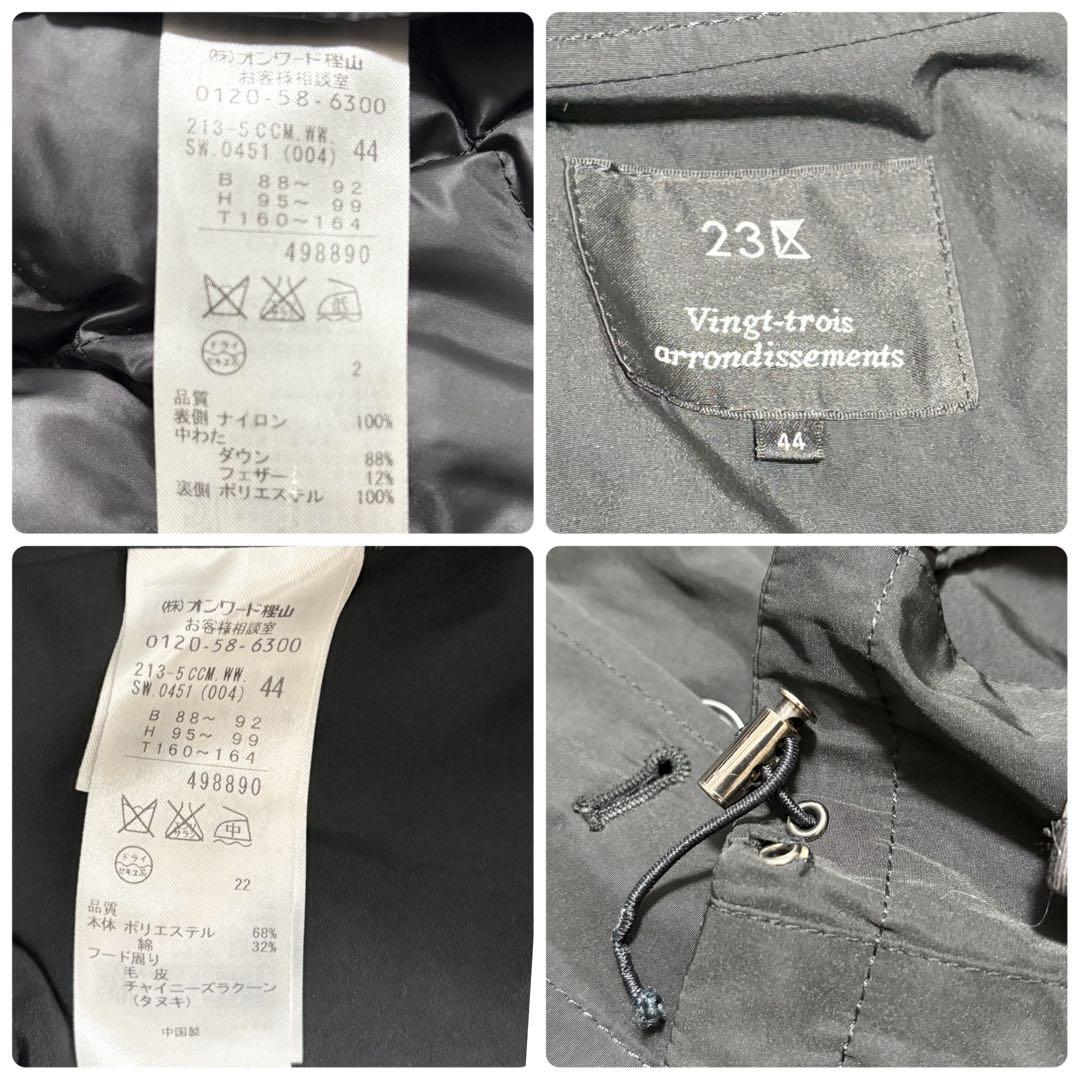 (株)オンワード樫山
お客様相談室
0120-58-6300
213-5CCM.WW.
SW.0451 (004) 44
B 88～ 92
H 95～ 99
T160～164
498890
低
ドライ
セキユ系
2
品質
表側 ナイロン 100%
中わた
ダウン 88%
フェザー 12%
裏側 ポリエステル 100%
23区
Vingt-trois
arrondissements
44
(株)オンワード樫山
お客様相談室
0120-58-6300
213-5CCM.WW.
SW.0451 (004) 44
B 88～ 92
H 95～ 99
T160～164
498890
中
ドライ
セキユ系
22
品質
本体 ポリエステル 68%
綿 32%
フード周り
毛 皮
チャイニーズラクーン
(タヌキ)
中国製